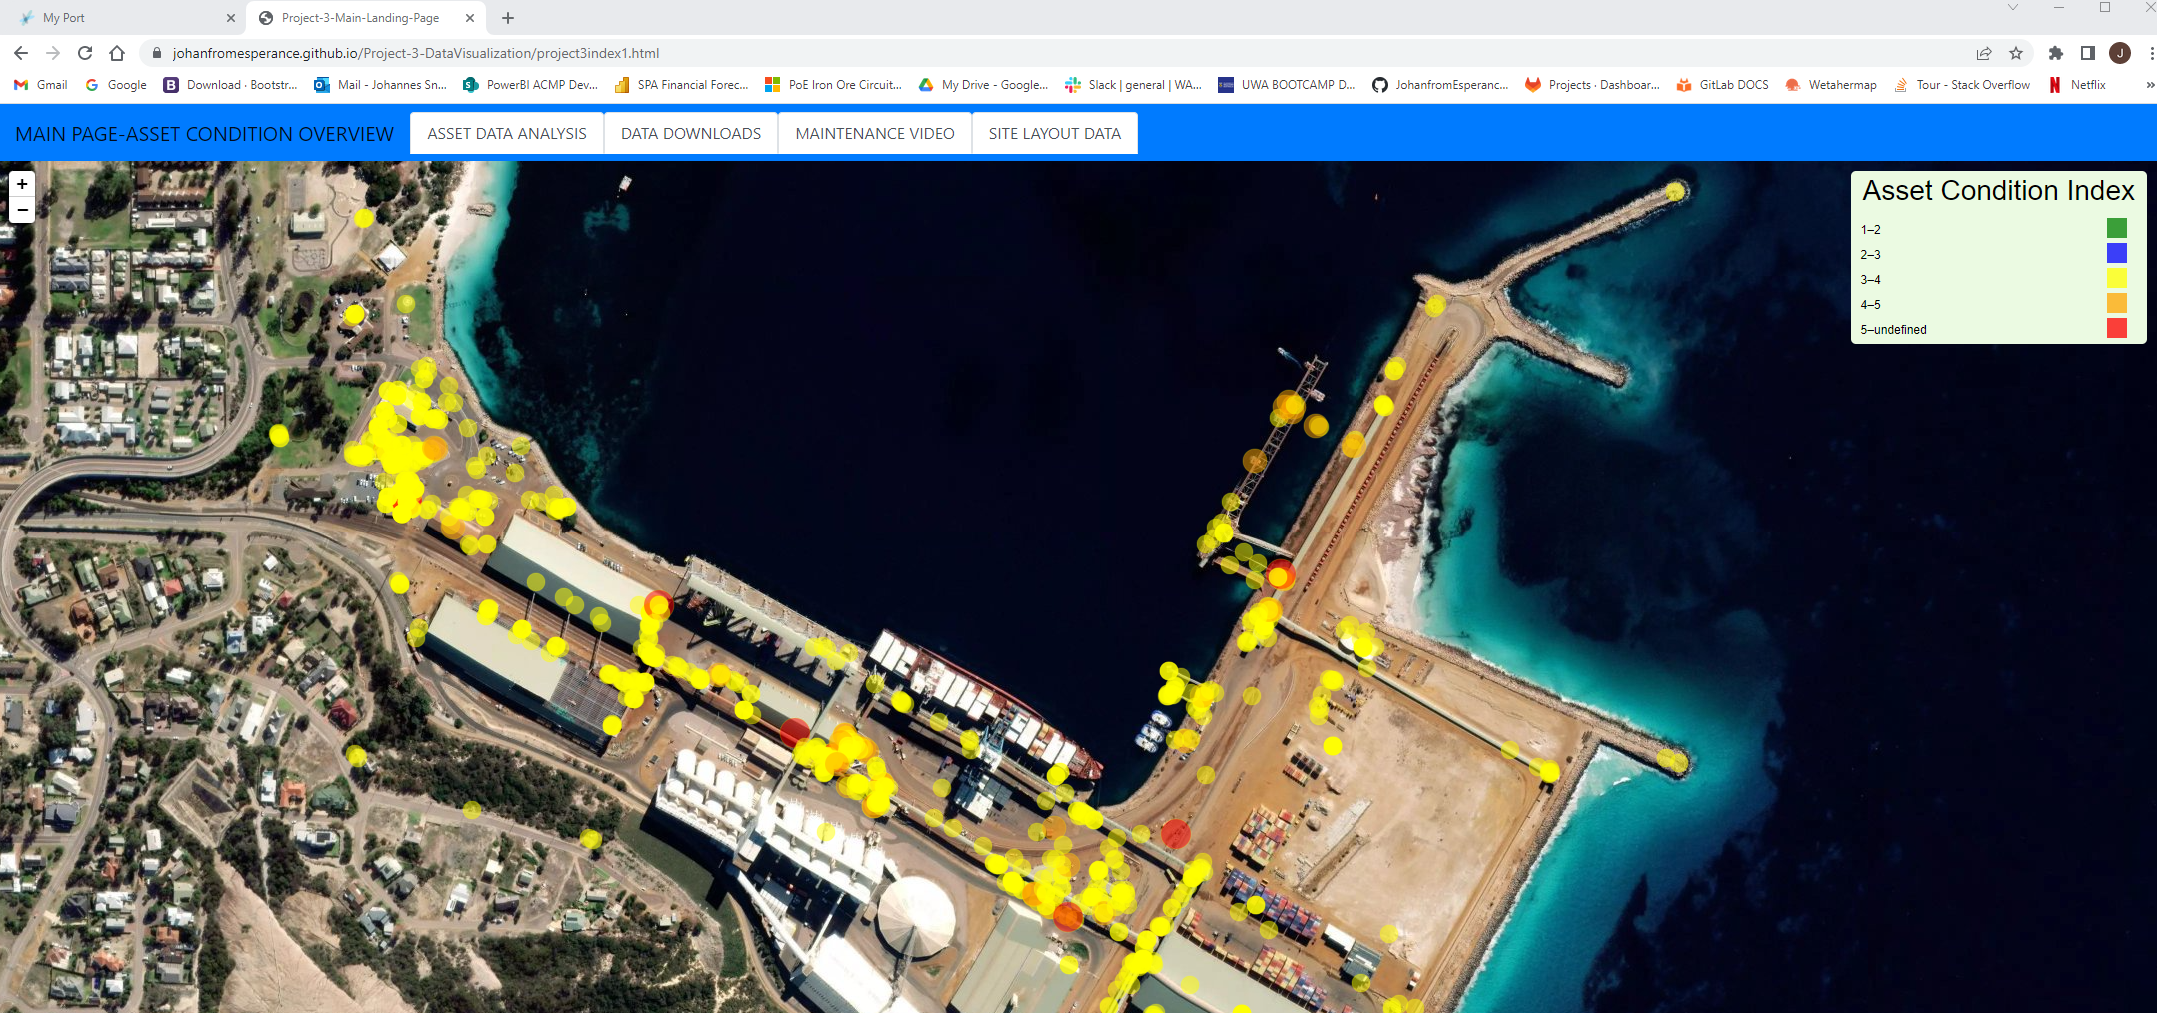 My Port
Project-3-Main-Landing-Page
johanfromesperance.github.io/Project-3-DataVisualization/project3index1.html
J
Gmail
Google
Download · Bootstr...
Mail - Johannes Sn...
PowerBI ACMP Dev...
SPA Financial Forec...
PoE Iron Ore Circuit...
My Drive - Google...
Slack | general | WA...
UWA BOOTCAMP D...
JohanfromEsperanc...
Projects · Dashboar...
GitLab DOCS
Wetahermap
Tour - Stack Overflow
Netflix
»
MAIN PAGE-ASSET CONDITION OVERVIEW
ASSET DATA ANALYSIS
DATA DOWNLOADS
MAINTENANCE VIDEO
SITE LAYOUT DATA
+
−
Asset Condition Index
1–2
2–3
3–4
4–5
5–undefined